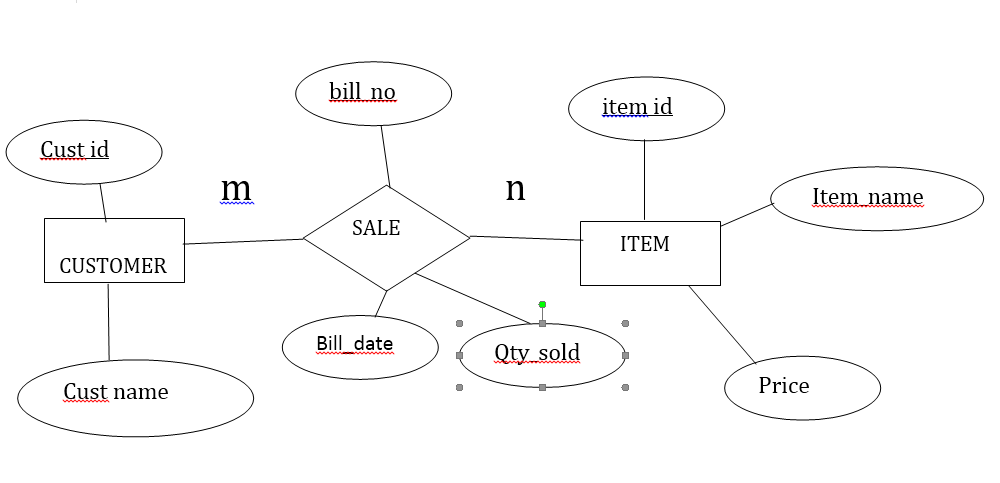 bill_no
item id
Cust id
m
n
Item_name
SALE
ITEM
CUSTOMER
Bill_date
Qty_sold
Cust name
Price